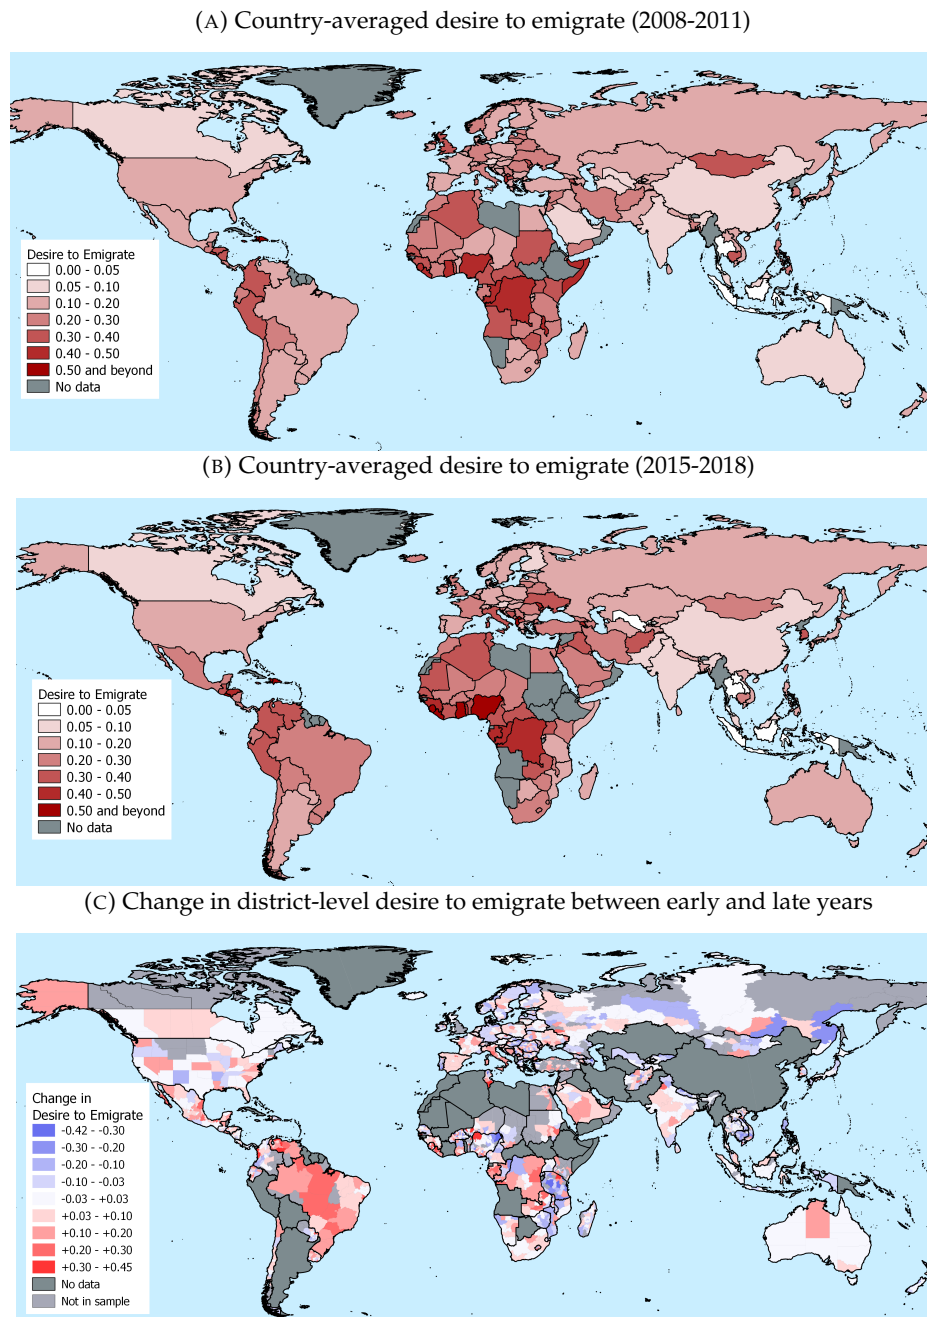 (A) Country-averaged desire to emigrate (2008-2011)
Desire to Emigrate
0.00 - 0.05
0.05 - 0.10
0.10 - 0.20
0.20 - 0.30
0.30 - 0.40
0.40 - 0.50
0.50 and beyond
No data
(B) Country-averaged desire to emigrate (2015-2018)
Desire to Emigrate
0.00 - 0.05
0.05 - 0.10
0.10 - 0.20
0.20 - 0.30
0.30 - 0.40
0.40 - 0.50
0.50 and beyond
No data
(C) Change in district-level desire to emigrate between early and late years
Change in
Desire to Emigrate
-0.42 - -0.30
-0.30 - -0.20
-0.20 - -0.10
-0.10 - -0.03
-0.03 - +0.03
+0.03 - +0.10
+0.10 - +0.20
+0.20 - +0.30
+0.30 - +0.45
No data
Not in sample